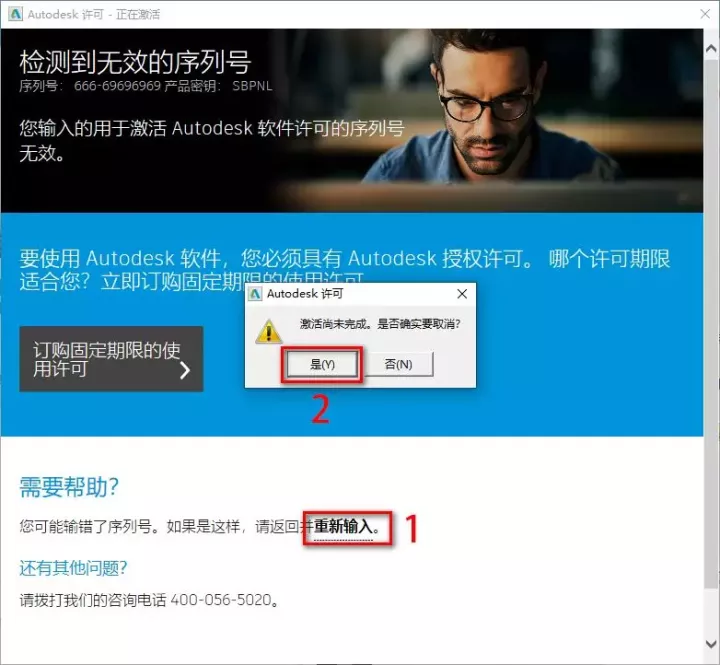 Autodesk 许可 - 正在激活
检测到无效的序列号
序列号： 666-69696969 产品密钥： SBPNL
您输入的用于激活 Autodesk 软件许可的序列号
无效。
要使用 Autodesk 软件，您必须具有 Autodesk 授权许可。 哪个许可期限
适合您？立即订购固定期限的使用许可
Autodesk 许可
激活尚未完成。是否确实要取消?
是(Y)
否(N)
2
订购固定期限的使
用许可
需要帮助?
您可能输错了序列号。如果是这样，请返回并重新输入。
1
还有其他问题?
请拨打我们的咨询电话 400-056-5020。